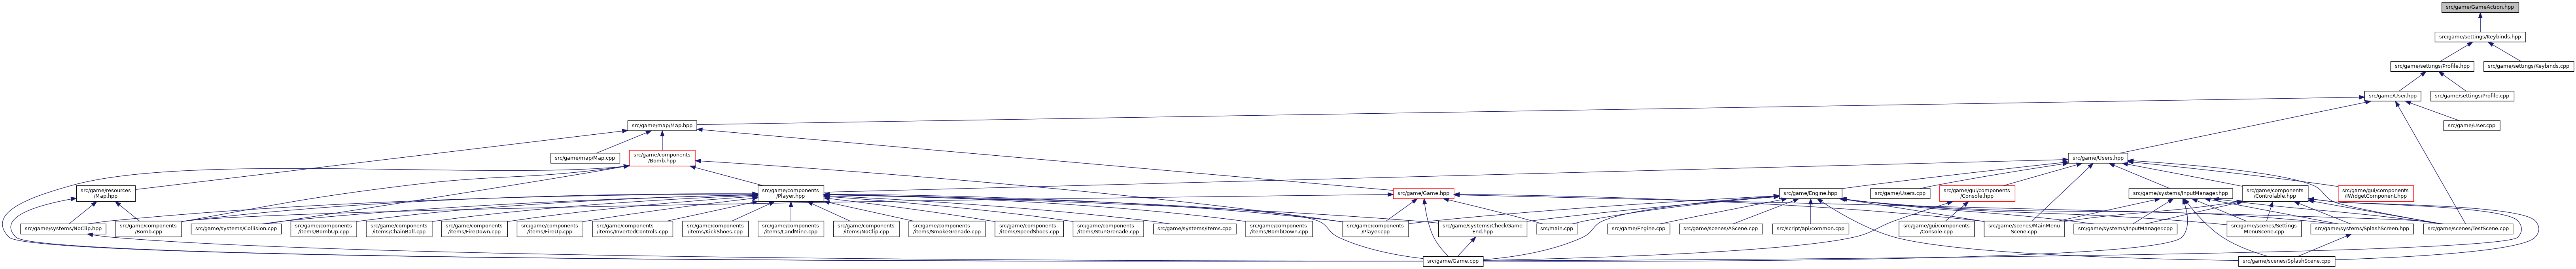 src/game/GameAction.hpp
src/game/settings/Keybinds.hpp
src/game/settings/Profile.hpp
src/game/settings/Keybinds.cpp
src/game/User.hpp
src/game/settings/Profile.cpp
src/game/map/Map.hpp
src/game/User.cpp
src/game/map/Map.cpp
src/game/components
/Bomb.hpp
src/game/Users.hpp
src/game/resources
/Map.hpp
src/game/components
/Player.hpp
src/game/Game.hpp
src/game/Engine.hpp
src/game/Users.cpp
src/game/gui/components
/Console.hpp
src/game/systems/InputManager.hpp
src/game/components
/Controlable.hpp
src/game/gui/components
/IWidgetComponent.hpp
src/game/systems/NoClip.hpp
src/game/components
/Bomb.cpp
src/game/systems/Collision.cpp
src/game/components
/items/BombUp.cpp
src/game/components
/items/ChainBall.cpp
src/game/components
/items/FireDown.cpp
src/game/components
/items/FireUp.cpp
src/game/components
/items/InvertedControls.cpp
src/game/components
/items/KickShoes.cpp
src/game/components
/items/LandMine.cpp
src/game/components
/items/NoClip.cpp
src/game/components
/items/SmokeGrenade.cpp
src/game/components
/items/SpeedShoes.cpp
src/game/components
/items/StunGrenade.cpp
src/game/systems/Items.cpp
src/game/components
/items/BombDown.cpp
src/game/components
/Player.cpp
src/game/systems/CheckGame
End.hpp
src/main.cpp
src/game/Engine.cpp
src/game/scenes/AScene.cpp
src/script/api/common.cpp
src/game/gui/components
/Console.cpp
src/game/scenes/MainMenu
Scene.cpp
src/game/systems/InputManager.cpp
src/game/scenes/Settings
MenuScene.cpp
src/game/systems/SplashScreen.hpp
src/game/scenes/TestScene.cpp
src/game/Game.cpp
src/game/scenes/SplashScene.cpp